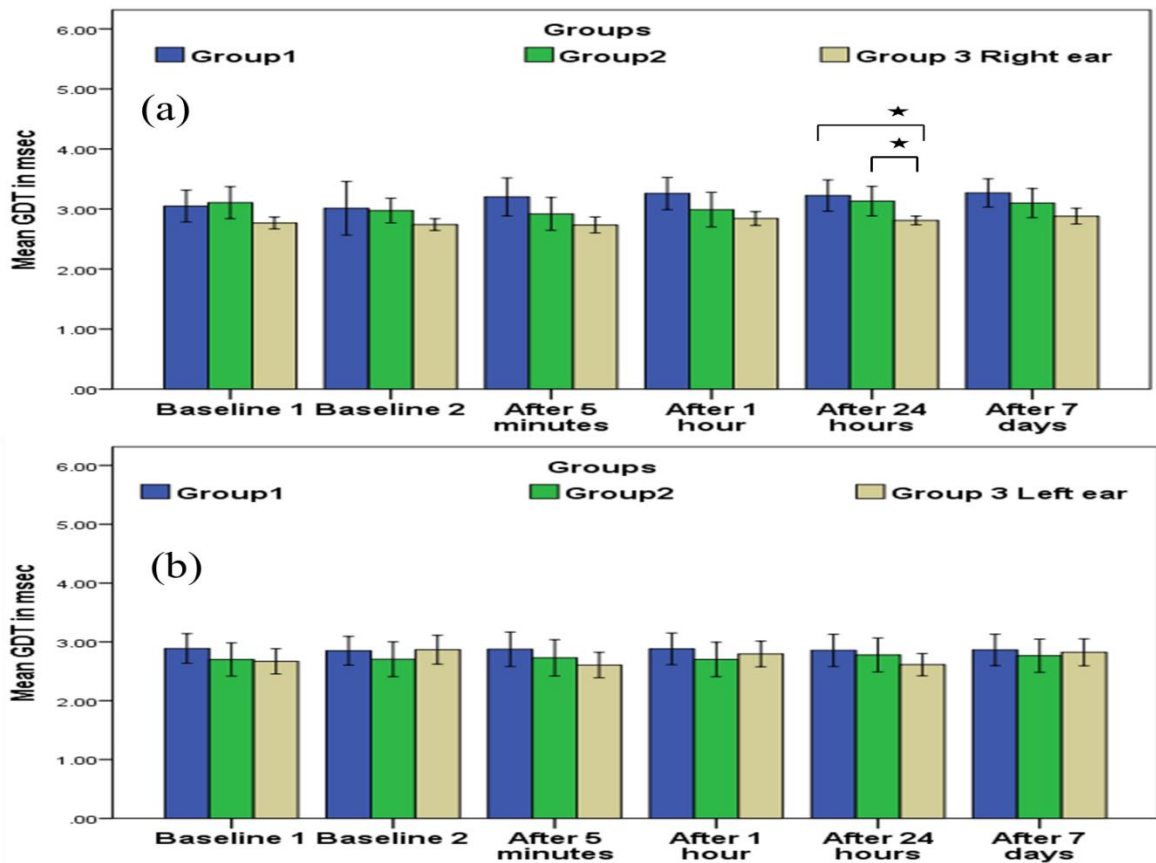 Groups
Group1 Group2 Group 3 Right ear
(a)
Mean GDT in msec
6.00
5.00
4.00
3.00
2.00
1.00
.00
Baseline 1 Baseline 2 After 5 minutes After 1 hour After 24 hours After 7 days
Groups
Group1 Group2 Group 3 Left ear
(b)
Mean GDT in msec
6.00
5.00
4.00
3.00
2.00
1.00
.00
Baseline 1 Baseline 2 After 5 minutes After 1 hour After 24 hours After 7 days